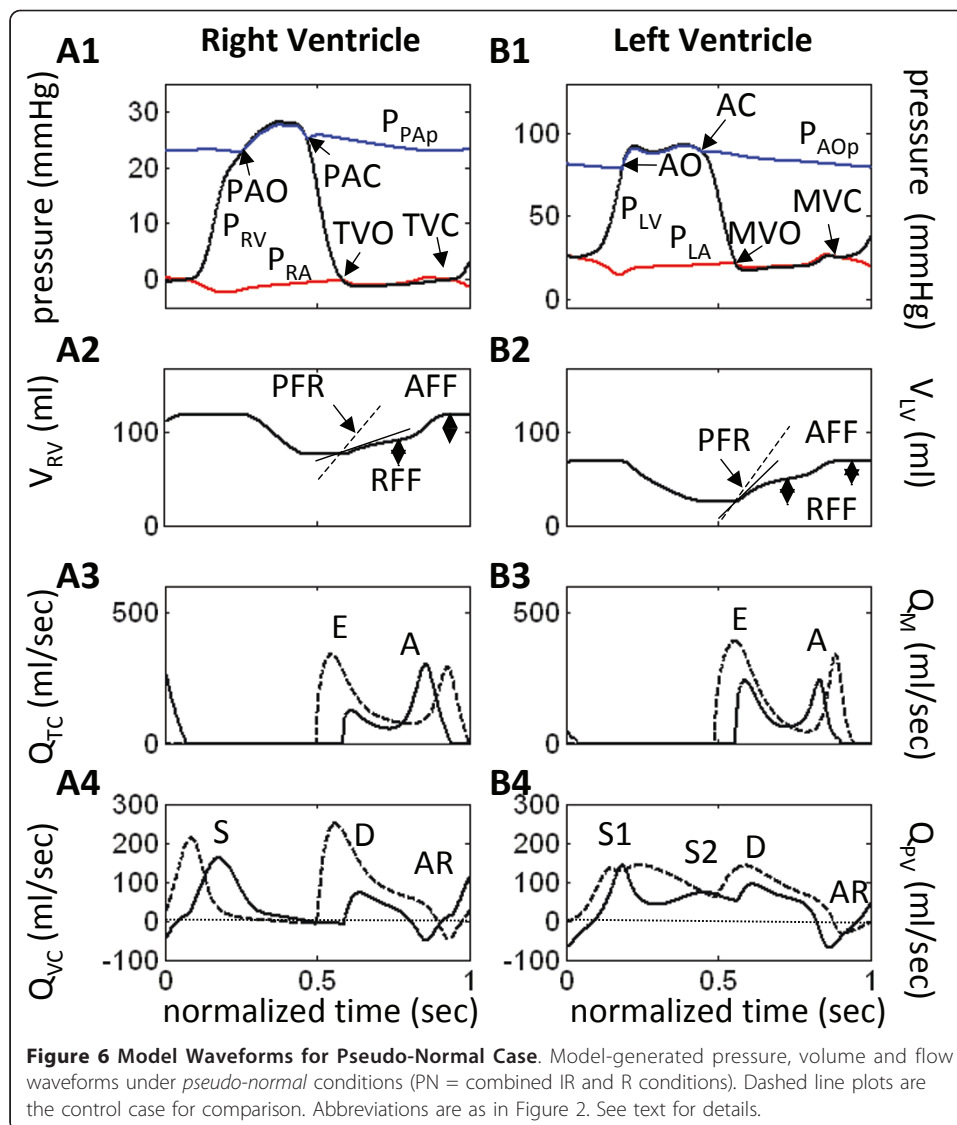 A1 Right Ventricle B1 Left Ventricle
pressure (mmHg)
30
20
10
0
P_PAp
PAO
PAC
P_RV
P_RA
TVO
TVC
100
50
0
AC
P_AOp
AO
P_LV
P_LA
MVO
MVC
pressure (mmHg)
A2
V_RV (ml)
100
0
PFR
AFF
RFF
B2
100
0
PFR
AFF
RFF
V_LV (ml)
A3
Q_TC (ml/sec)
500
0
E
A
B3
500
0
E
A
Q_M (ml/sec)
A4
Q_VC (ml/sec)
300
200
100
0
-100
S
D
AR
0 0.5 1
normalized time (sec)
B4
300
200
100
0
-100
S1
S2
D
AR
0 0.5 1
normalized time (sec)
Q_PV (ml/sec)
Figure 6 Model Waveforms for Pseudo-Normal Case. Model-generated pressure, volume and flow
waveforms under pseudo-normal conditions (PN = combined IR and R conditions). Dashed line plots are
the control case for comparison. Abbreviations are as in Figure 2. See text for details.